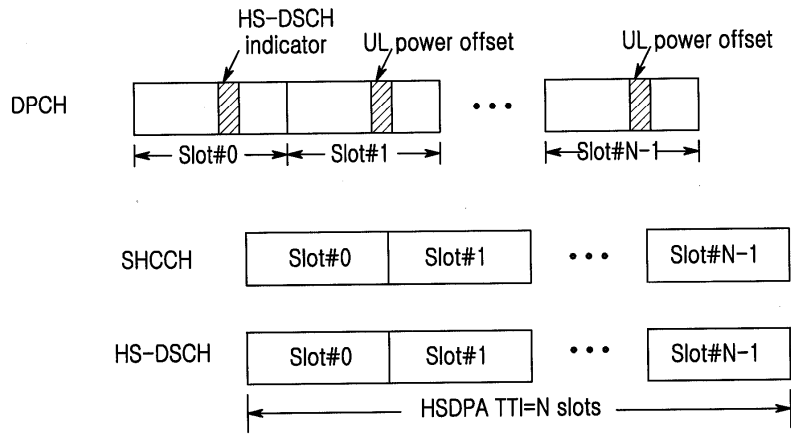 HS-DSCH
indicator
UL power offset
UL power offset
DPCH
Slot#0
Slot#1
Slot#N-1
SHCCH
Slot#0
Slot#1
Slot#N-1
HS-DSCH
Slot#0
Slot#1
Slot#N-1
HSDPA TTI=N slots